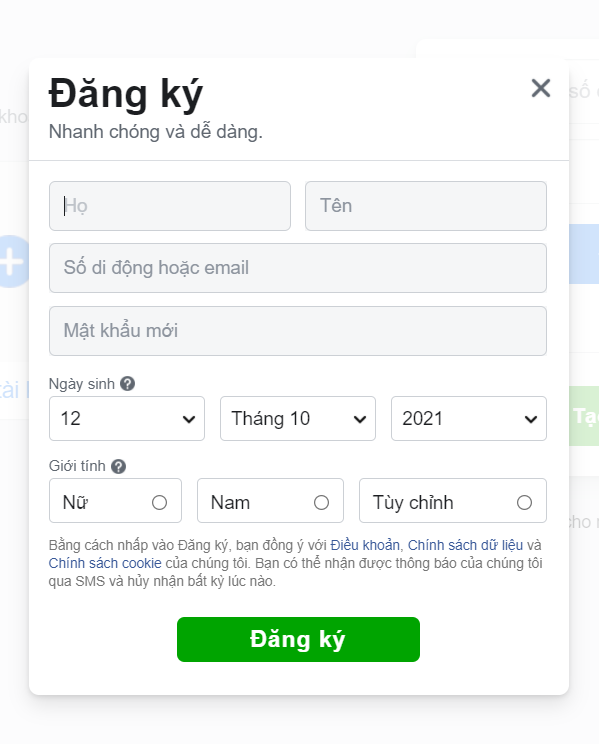 Đăng ký
Nhanh chóng và dễ dàng.
Họ
Tên
Số di động hoặc email
Mật khẩu mới
Ngày sinh
12
Tháng 10
2021
Giới tính
Nữ
Nam
Tùy chỉnh
Bằng cách nhấp vào Đăng ký, bạn đồng ý với Điều khoản, Chính sách dữ liệu và
Chính sách cookie của chúng tôi. Bạn có thể nhận được thông báo của chúng tôi
qua SMS và hủy nhận bất kỳ lúc nào.
Đăng ký
số
cho